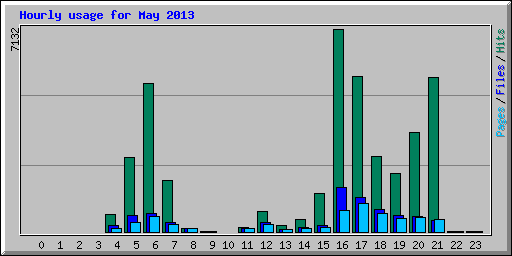 Hourly usage for May 2013
7132
Pages / Files / Hits
0 1 2 3 4 5 6 7 8 9 10 11 12 13 14 15 16 17 18 19 20 21 22 23